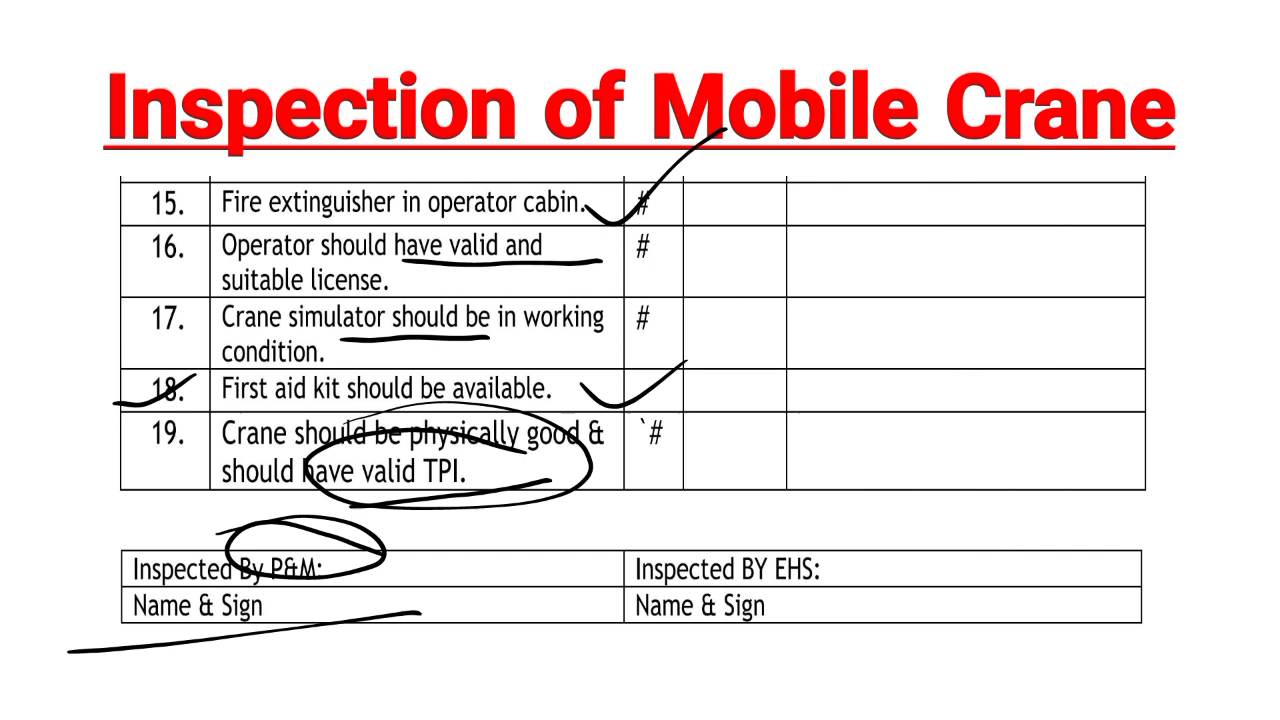 Inspection of Mobile Crane
15. Fire extinguisher in operator cabin. #
16. Operator should have valid and #
suitable license.
17. Crane simulator should be in working #
condition.
18. First aid kit should be available.
19. Crane should be physically good & `#
should have valid TPI.
Inspected By P&M: Inspected BY EHS:
Name & Sign Name & Sign